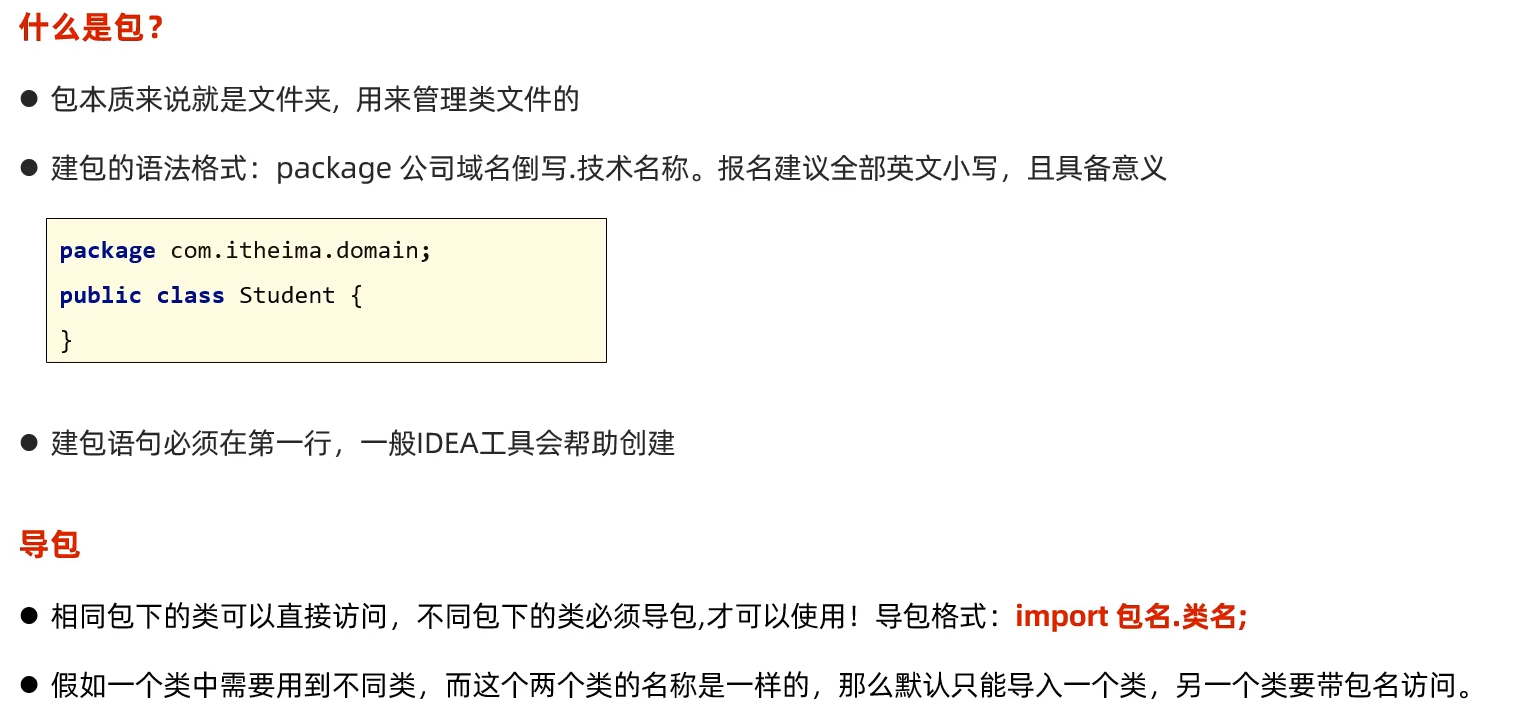 什么是包？
● 包本质来说就是文件夹，用来管理类文件的
● 建包的语法格式：package 公司域名倒写.技术名称。报名建议全部英文小写，且具备意义
package com.itheima.domain;
public class Student {
}
● 建包语句必须在第一行，一般IDEA工具会帮助创建
导包
● 相同包下的类可以直接访问，不同包下的类必须导包,才可以使用！导包格式：import 包名.类名;
● 假如一个类中需要用到不同类，而这个两个类的名称是一样的，那么默认只能导入一个类，另一个类要带包名访问。